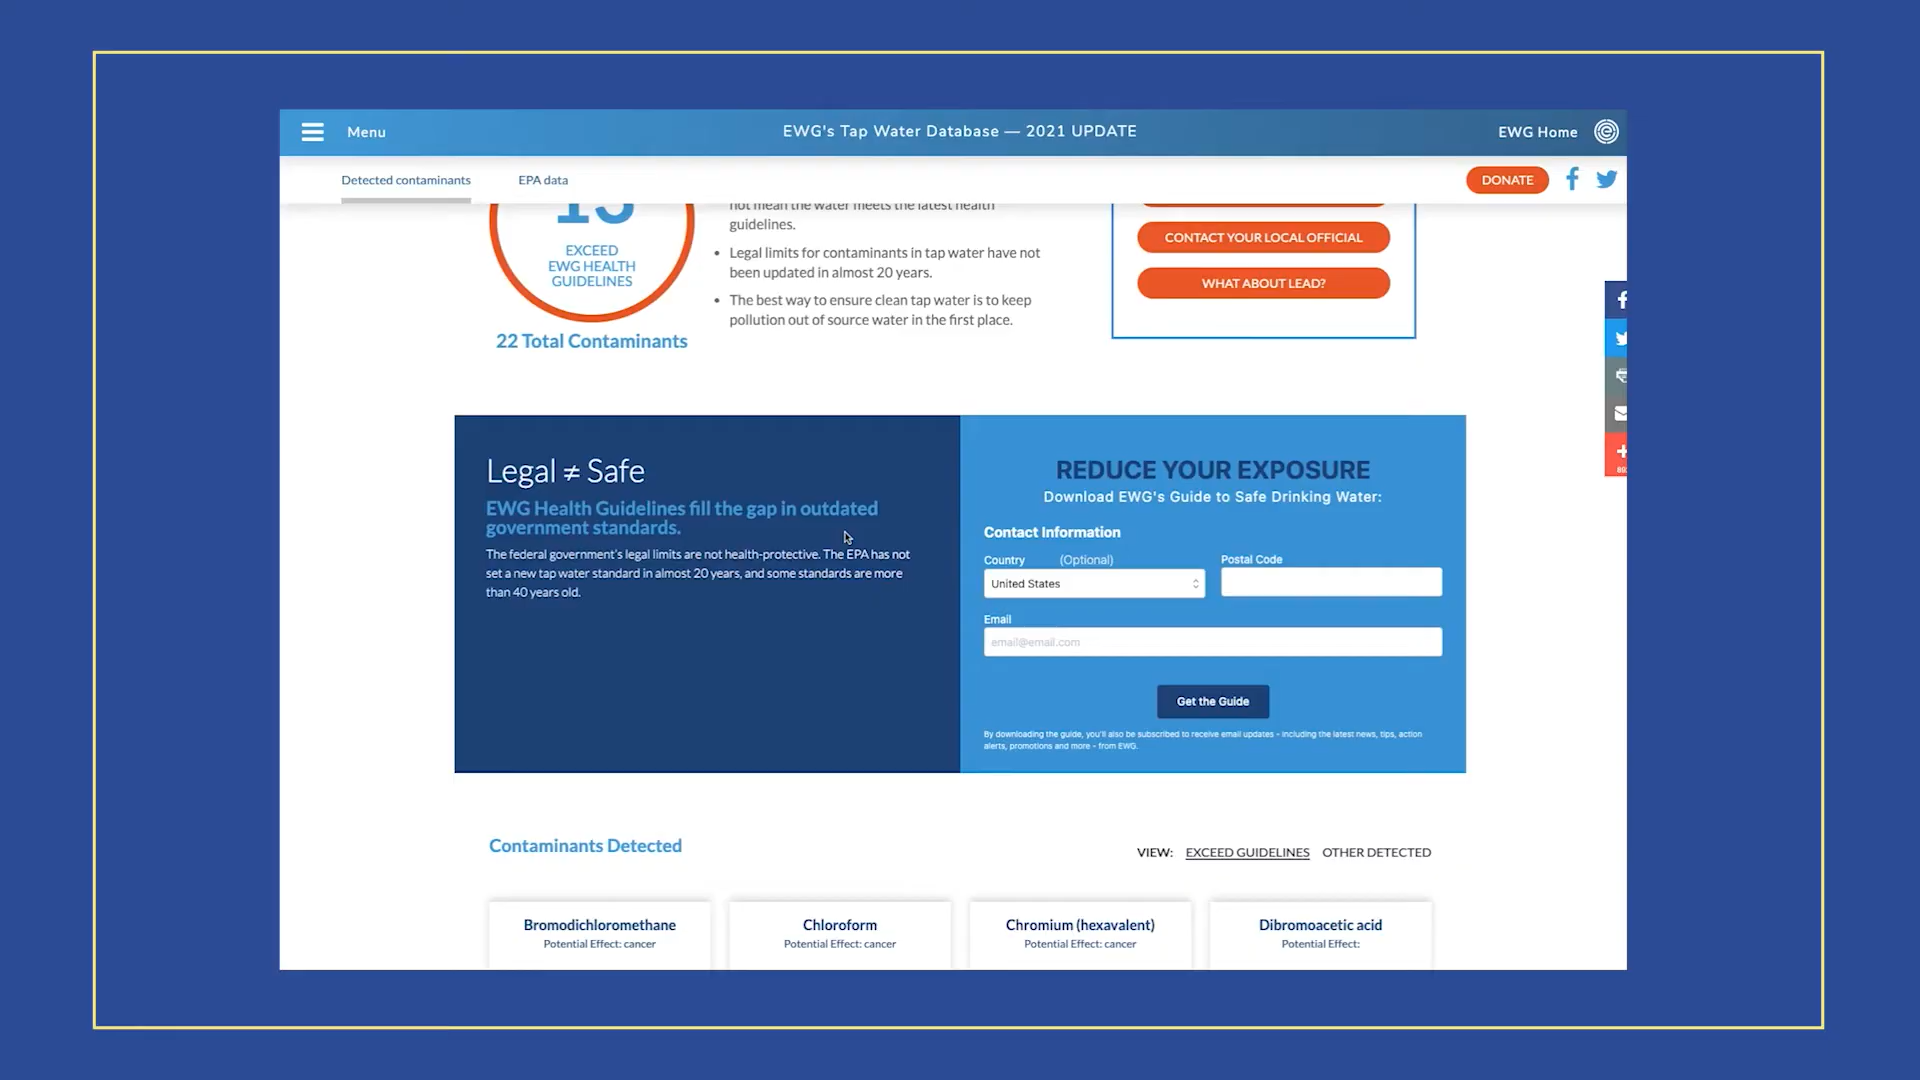 Menu
EWG's Tap Water Database — 2021 UPDATE
EWG Home
Detected contaminants
EPA data
DONATE
EXCEED
EWG HEALTH
GUIDELINES
22 Total Contaminants
not mean the water meets the latest health
guidelines.
• Legal limits for contaminants in tap water have not
been updated in almost 20 years.
• The best way to ensure clean tap water is to keep
pollution out of source water in the first place.
CONTACT YOUR LOCAL OFFICIAL
WHAT ABOUT LEAD?
Legal ≠ Safe
EWG Health Guidelines fill the gap in outdated
government standards.
The federal government's legal limits are not health-protective. The EPA has not
set a new tap water standard in almost 20 years, and some standards are more
than 40 years old.
REDUCE YOUR EXPOSURE
Download EWG's Guide to Safe Drinking Water:
Contact Information
Country (Optional)
Postal Code
United States
Email
email@email.com
Get the Guide
By downloading the guide, you'll also be subscribed to receive email updates - including the latest news, tips, action
alerts, promotions and more - from EWG.
Contaminants Detected
VIEW: EXCEED GUIDELINES OTHER DETECTED
Bromodichloromethane
Potential Effect: cancer
Chloroform
Potential Effect: cancer
Chromium (hexavalent)
Potential Effect: cancer
Dibromoacetic acid
Potential Effect: